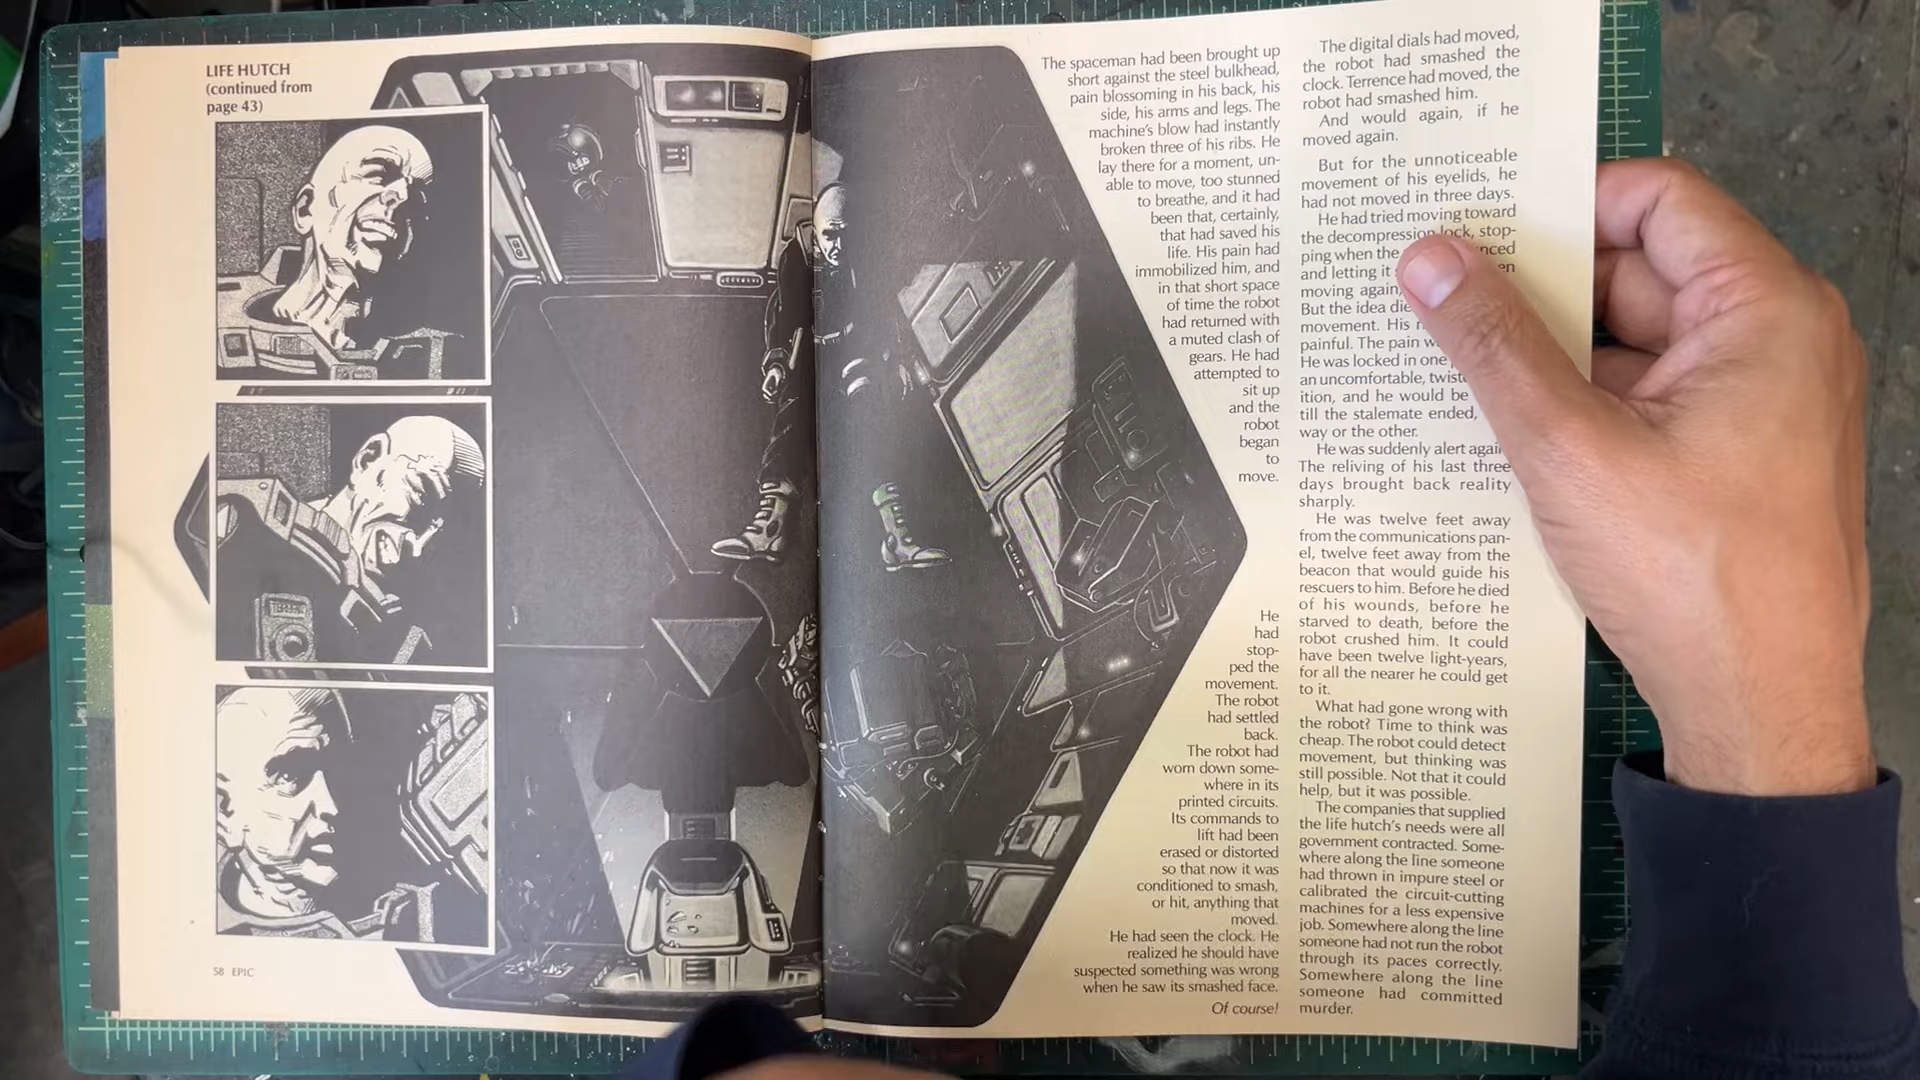 LIFE HUTCH
(continued from
page 43)
58 EPIC
The spaceman had been brought up
short against the steel bulkhead,
pain blossoming in his back, his
side, his arms and legs. The
machine's blow had instantly
broken three of his ribs. He
lay there for a moment, un-
able to move, too stunned
to breathe, and it had
been that, certainly,
that had saved his
life. His pain had
immobilized him, and
in that short space
of time the robot
had returned with
a muted clash of
gears. He had
attempted to
sit up
and the
robot
began
to
move.
He
had
stop-
ped the
movement.
The robot
had settled
back.
The robot had
worn down some-
where in its
printed circuits.
Its commands to
lift had been
erased or distorted
so that now it was
conditioned to smash,
or hit, anything that
moved.
He had seen the clock. He
realized he should have
suspected something was wrong
when he saw its smashed face.
Of course!
The digital dials had moved,
the robot had smashed the
clock. Terrence had moved, the
robot had smashed him.
And would again, if he
moved again.
But for the unnoticeable
movement of his eyelids, he
had not moved in three days.
He had tried moving toward
the decompression lock, stop-
ping when the
and letting it
moving again,
But the idea
movement. His
painful. The pain
He was locked in one
an uncomfortable,
ition, and he would be
till the stalemate ended,
way or the other.
He was suddenly alert again.
The reliving of his last three
days brought back reality
sharply.
He was twelve feet away
from the communications pan-
el, twelve feet away from the
beacon that would guide his
rescuers to him. Before he died
of his wounds, before he
starved to death, before the
robot crushed him. It could
have been twelve light-years,
for all the nearer he could get
to it.
What had gone wrong with
the robot? Time to think was
cheap. The robot could detect
movement, but thinking was
still possible. Not that it could
help, but it was possible.
The companies that supplied
the life hutch's needs were all
government contracted. Some-
where along the line someone
had thrown in impure steel or
calibrated the circuit-cutting
machines for a less expensive
job. Somewhere along the line
someone had not run the robot
through its paces correctly.
Somewhere along the line
someone had committed
murder.